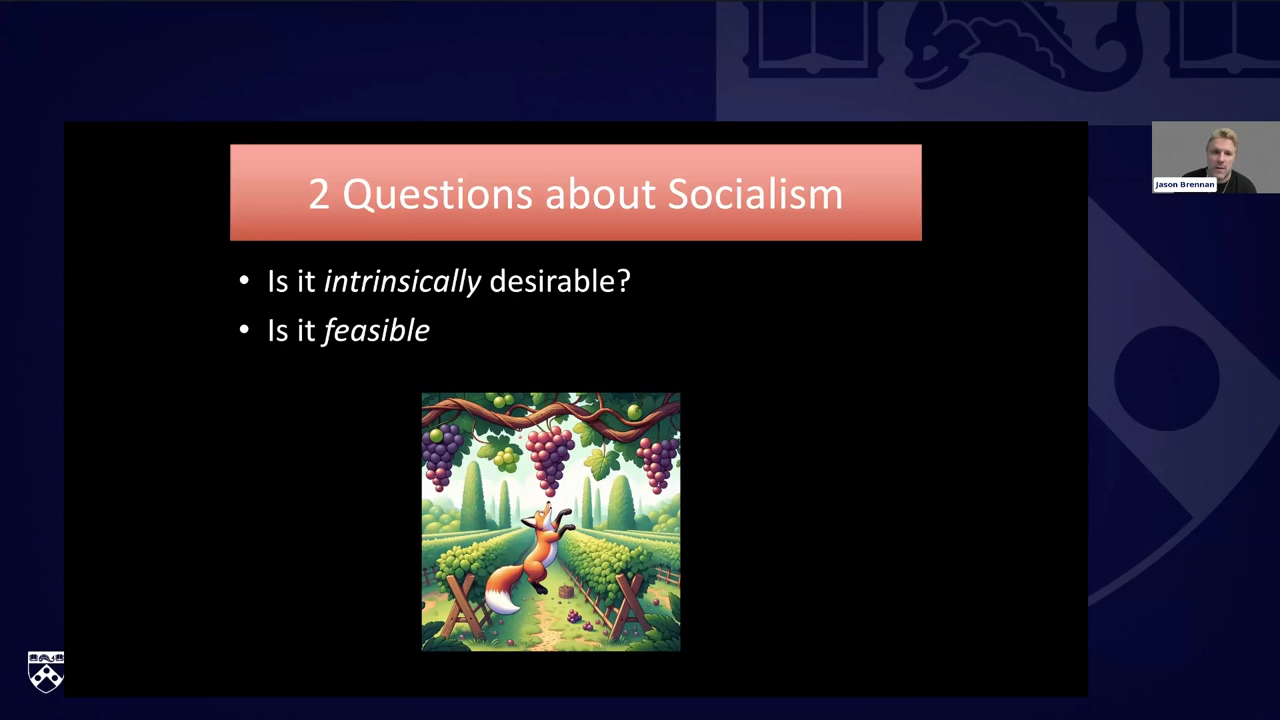 2 Questions about Socialism
• Is it intrinsically desirable?
• Is it feasible
Jason Brennan